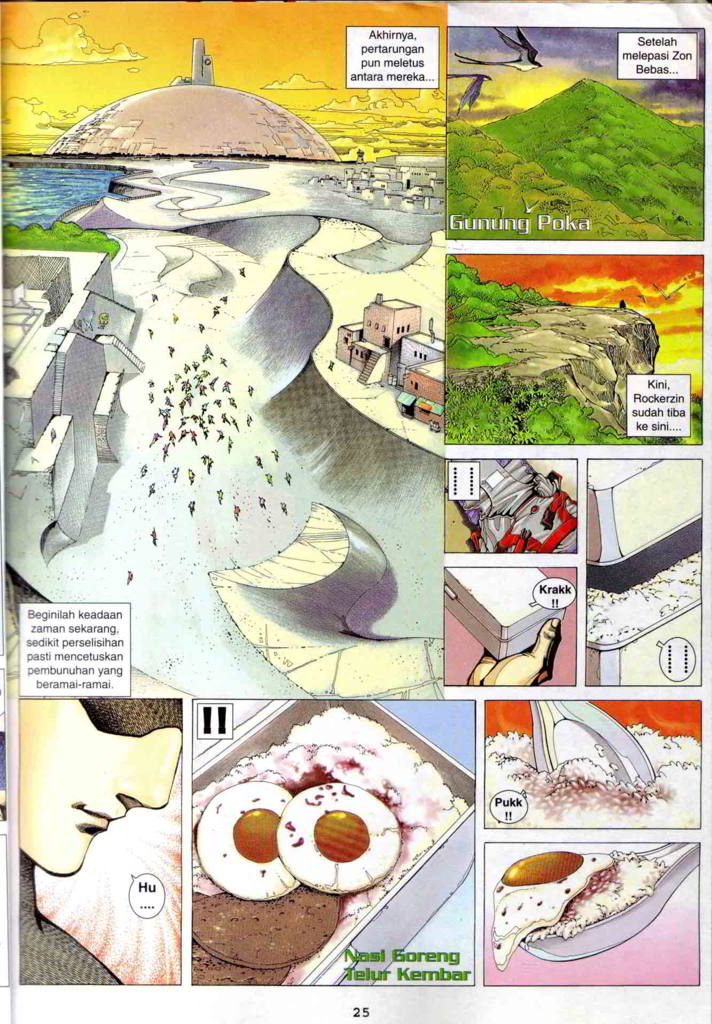 Akhirnya,
pertarungan
pun meletus
antara mereka...
Setelah
melepasi Zon
Bebas...
Gunung Poka
Kini,
Rockerzin
sudah tiba
ke sini....
Krakk
!!
Beginilah keadaan
zaman sekarang,
sedikit perselisihan
pasti mencetuskan
pembunuhan yang
beramai-ramai.
Hu
....
!!
Nasi Goreng
Telur Kembar
Pukk
!!
25